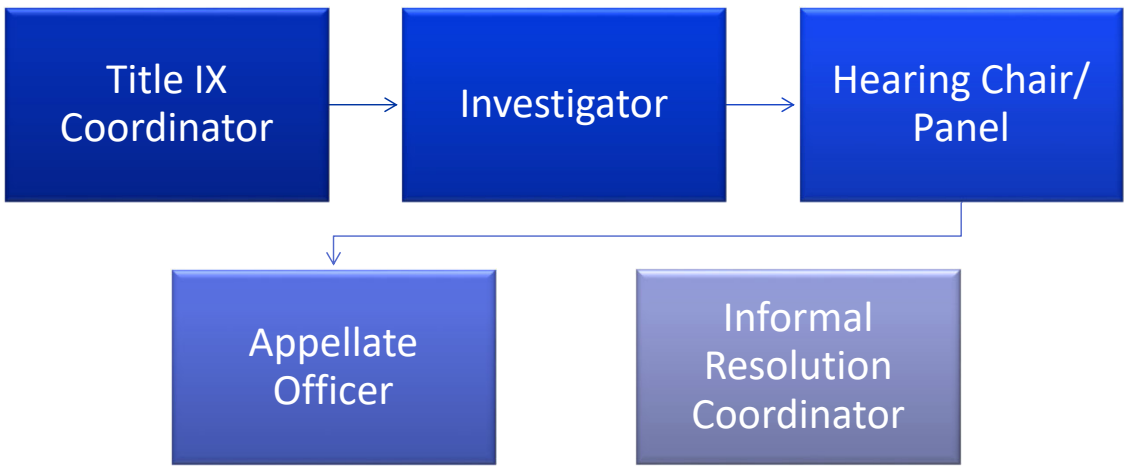 Title IX
Coordinator
Investigator
Hearing Chair/
Panel
Appellate
Officer
Informal
Resolution
Coordinator